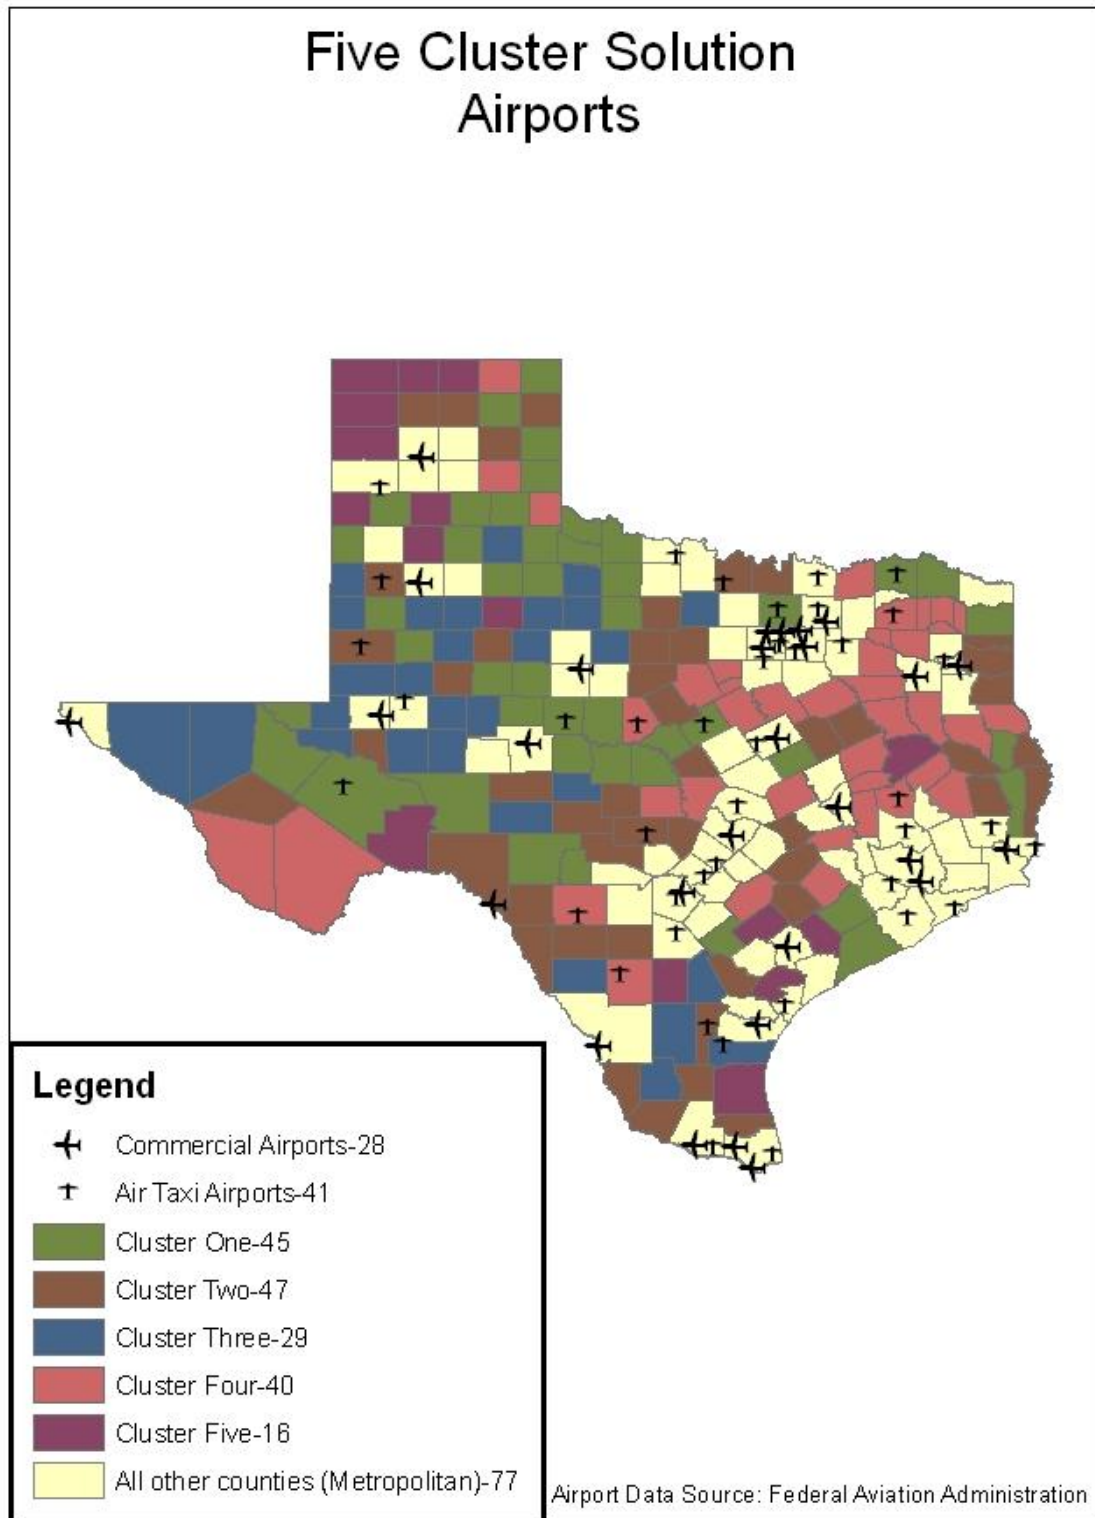 Five Cluster Solution
Airports
Legend
Commercial Airports-28
Air Taxi Airports-41
Cluster One-45
Cluster Two-47
Cluster Three-29
Cluster Four-40
Cluster Five-16
All other counties (Metropolitan)-77
Airport Data Source: Federal Aviation Administration